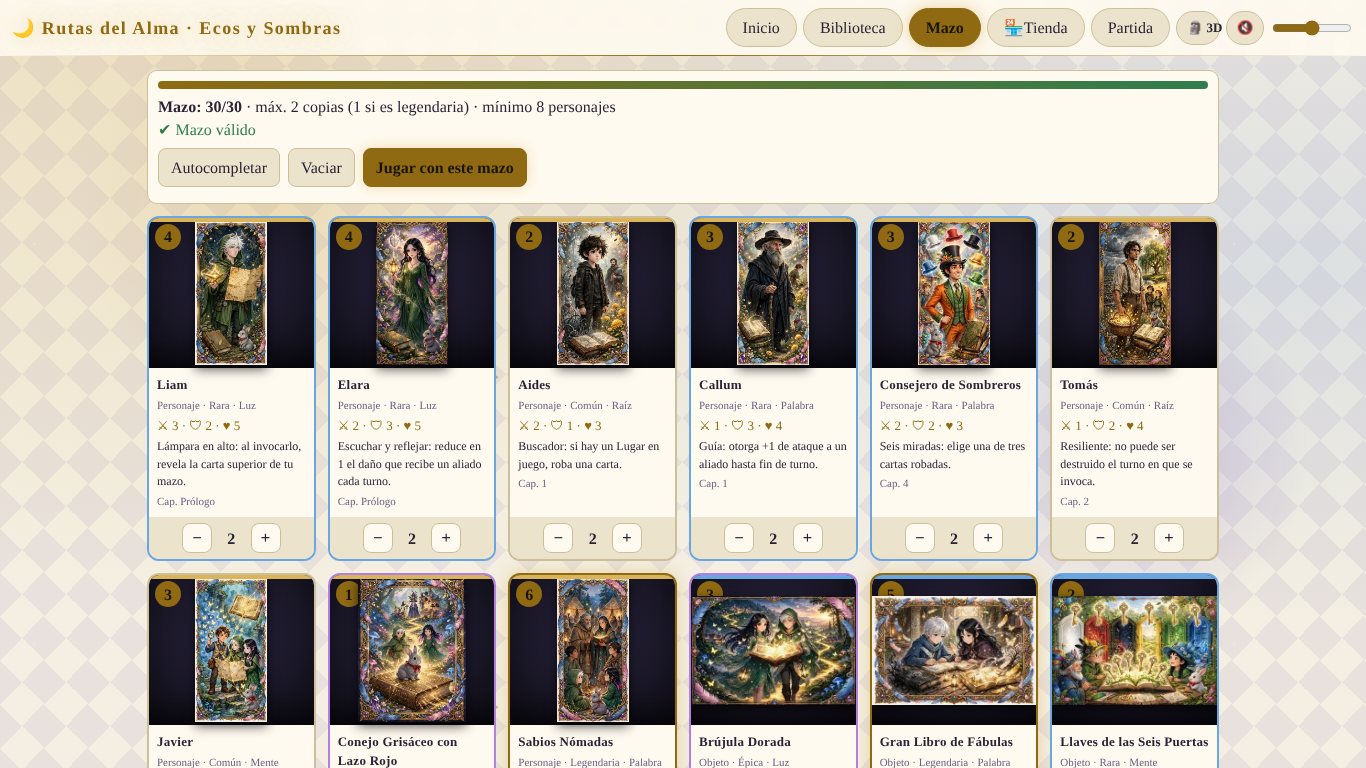 🌙 Rutas del Alma · Ecos y Sombras
Inicio
Biblioteca
Mazo
🏪Tienda
Partida
🗿 3D
🔇
Mazo: 30/30 · máx. 2 copias (1 si es legendaria) · mínimo 8 personajes
✔ Mazo válido
Autocompletar
Vaciar
Jugar con este mazo
4
Liam
Personaje · Rara · Luz
⚔ 3 · 🛡 2 · ♥ 5
Lámpara en alto: al invocarlo,
revela la carta superior de tu
mazo.
Cap. Prólogo
− 2 +
4
Elara
Personaje · Rara · Luz
⚔ 2 · 🛡 3 · ♥ 5
Escuchar y reflejar: reduce en
1 el daño que recibe un aliado
cada turno.
Cap. Prólogo
− 2 +
2
Aides
Personaje · Común · Raíz
⚔ 2 · 🛡 1 · ♥ 3
Buscador: si hay un Lugar en
juego, roba una carta.
Cap. 1
− 2 +
3
Callum
Personaje · Rara · Palabra
⚔ 1 · 🛡 3 · ♥ 4
Guía: otorga +1 de ataque a un
aliado hasta fin de turno.
Cap. 1
− 2 +
3
Consejero de Sombreros
Personaje · Rara · Palabra
⚔ 2 · 🛡 2 · ♥ 3
Seis miradas: elige una de tres
cartas robadas.
Cap. 4
− 2 +
2
Tomás
Personaje · Común · Raíz
⚔ 1 · 🛡 2 · ♥ 4
Resiliente: no puede ser
destruido el turno en que se
invoca.
Cap. 2
− 2 +
3
Javier
Personaje · Común · Mente
1
Conejo Grisáceo con
Lazo Rojo
6
Sabios Nómadas
Personaje · Legendaria · Palabra
3
Brújula Dorada
Objeto · Épica · Luz
5
Gran Libro de Fábulas
Objeto · Legendaria · Palabra
2
Llaves de las Seis Puertas
Objeto · Rara · Mente